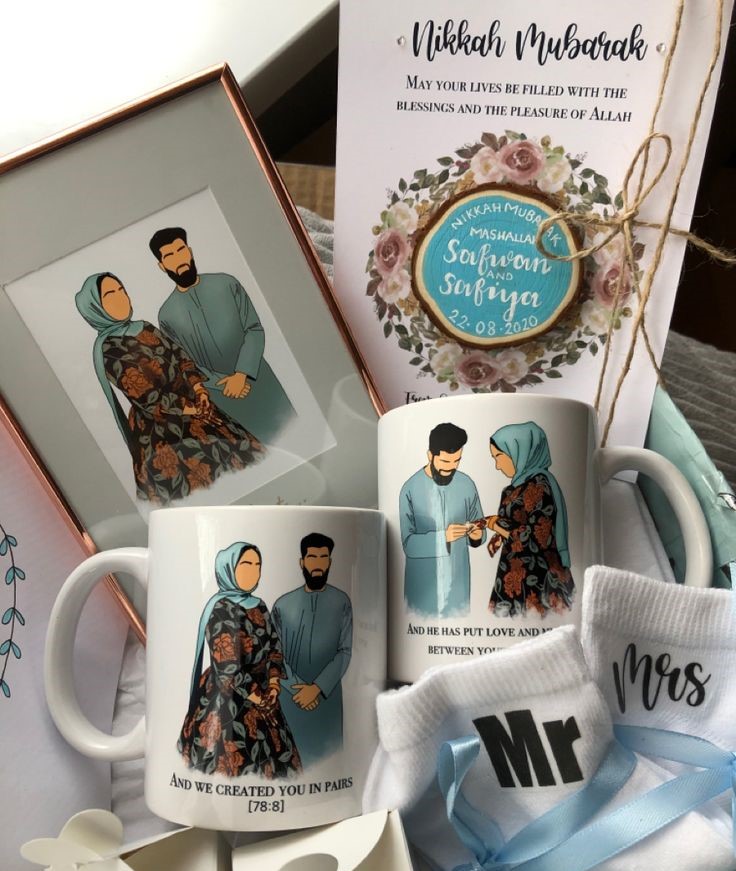 Nikkah Mubarak
MAY YOUR LIVES BE FILLED WITH THE
BLESSINGS AND THE PLEASURE OF ALLAH
NIKKAH MUBARAK
MASHALLAH
Safwan
AND
Safiya
22·08·2020
AND HE HAS PUT LOVE AND
BETWEEN
AND WE CREATED YOU IN PAIRS
[78:8]
Mr
Mrs